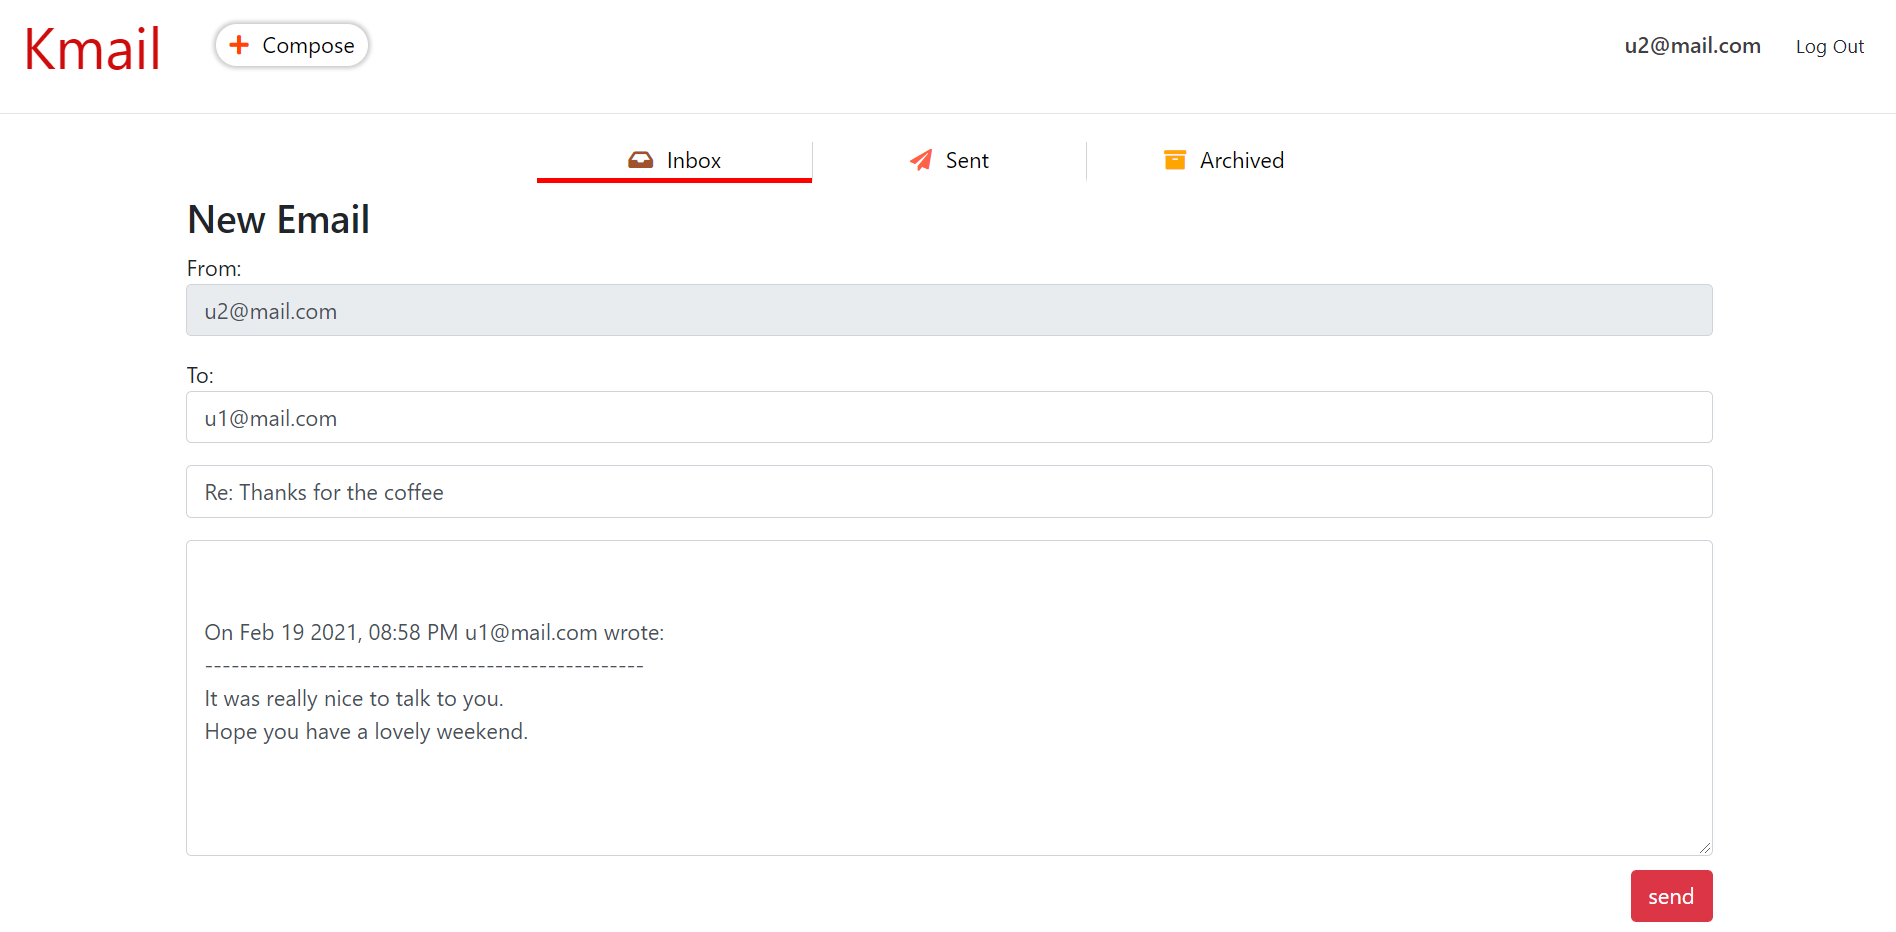 Kmail
Compose
u2@mail.com
Log Out
Inbox
Sent
Archived
New Email
From:
u2@mail.com
To:
u1@mail.com
Re: Thanks for the coffee
On Feb 19 2021, 08:58 PM u1@mail.com wrote:
--------------------------------------------------
It was really nice to talk to you.
Hope you have a lovely weekend.
send